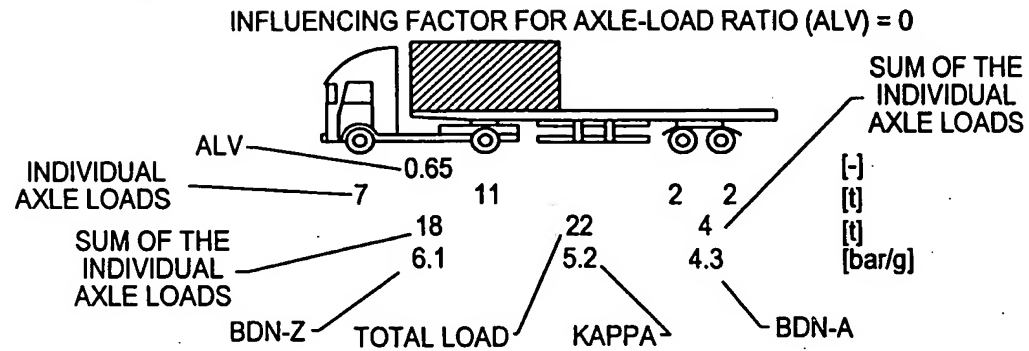 INFLUENCING FACTOR FOR AXLE-LOAD RATIO (ALV) = 0
SUM OF THE
INDIVIDUAL
AXLE LOADS
ALV
0.65
[-]
INDIVIDUAL
AXLE LOADS
7 11 2 2 [t]
SUM OF THE
INDIVIDUAL
AXLE LOADS
18 22 4 [t]
6.1 5.2 4.3 [bar/g]
BDN-Z TOTAL LOAD KAPPA BDN-A